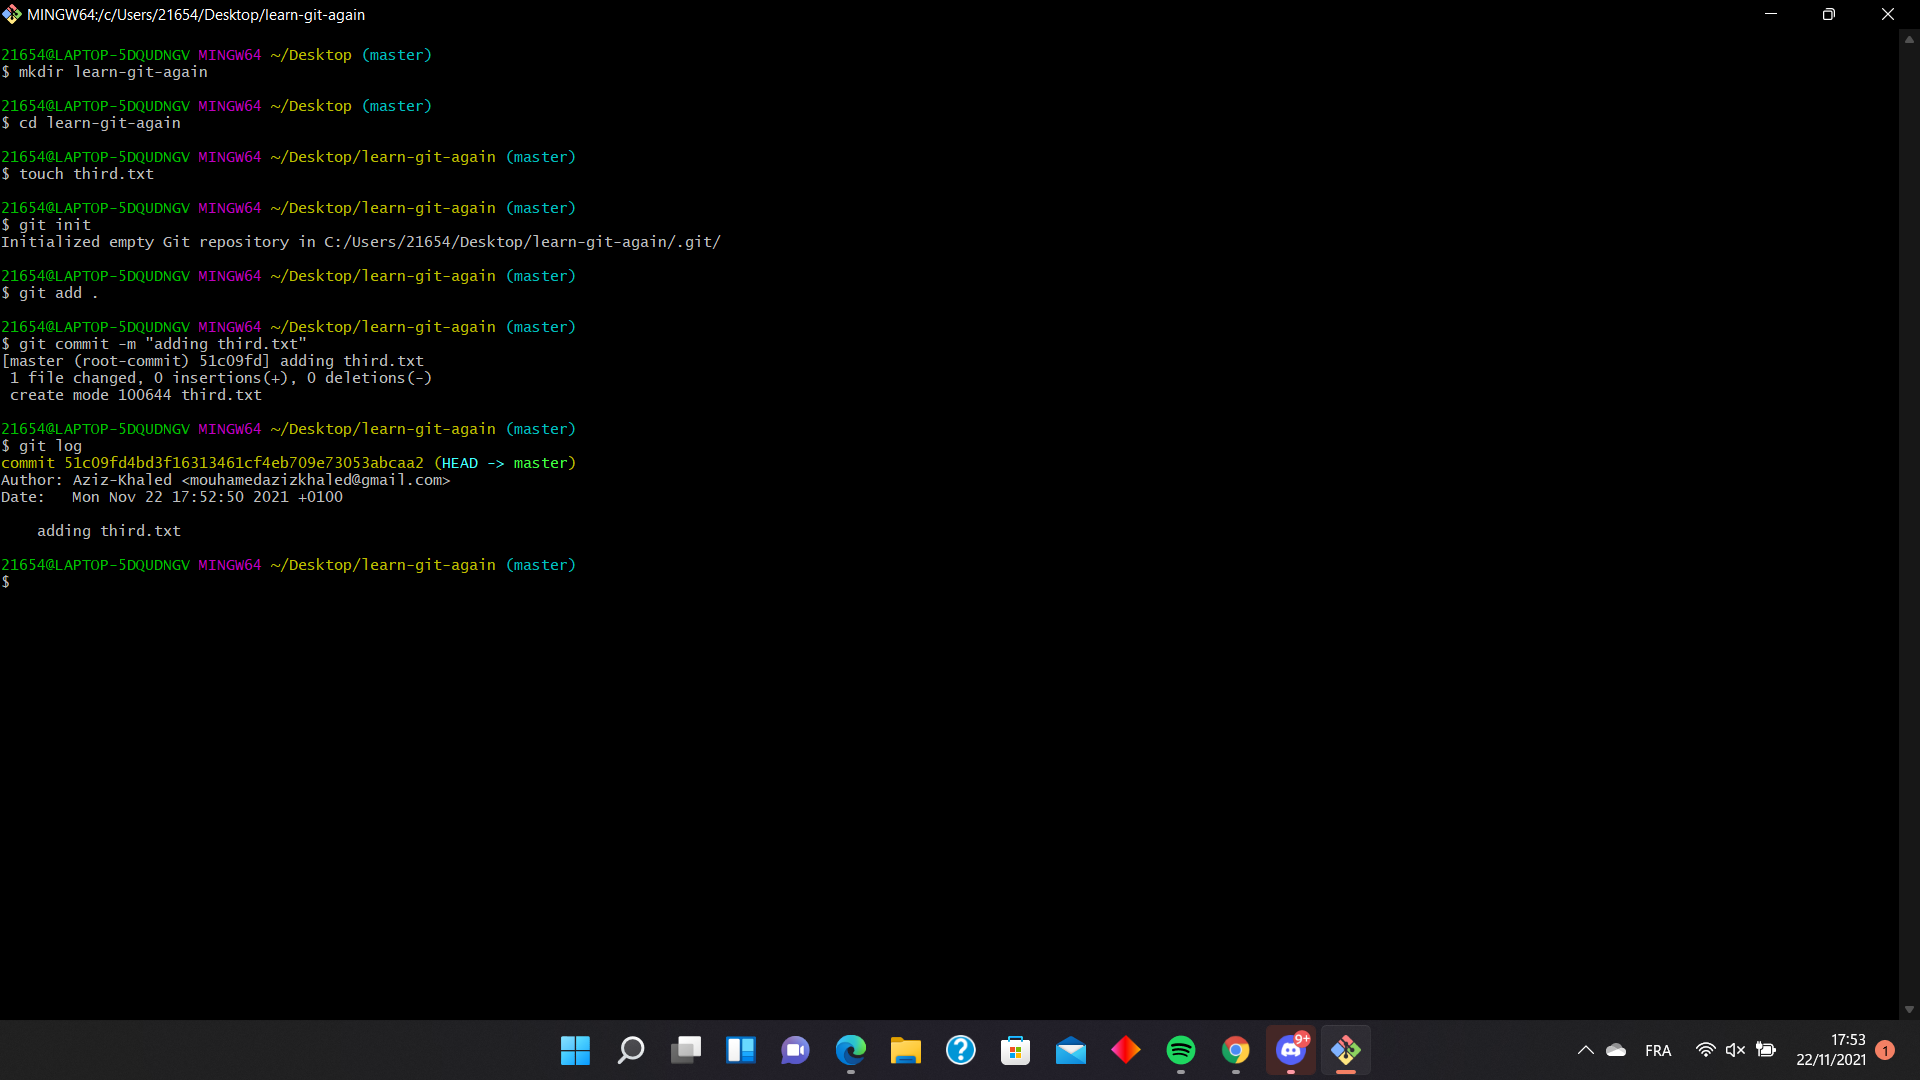 MINGW64:/c/Users/21654/Desktop/learn-git-again
21654@LAPTOP-5DQUDNGV MINGW64 ~/Desktop (master)
$ mkdir learn-git-again
21654@LAPTOP-5DQUDNGV MINGW64 ~/Desktop (master)
$ cd learn-git-again
21654@LAPTOP-5DQUDNGV MINGW64 ~/Desktop/learn-git-again (master)
$ touch third.txt
21654@LAPTOP-5DQUDNGV MINGW64 ~/Desktop/learn-git-again (master)
$ git init
Initialized empty Git repository in C:/Users/21654/Desktop/learn-git-again/.git/
21654@LAPTOP-5DQUDNGV MINGW64 ~/Desktop/learn-git-again (master)
$ git add .
21654@LAPTOP-5DQUDNGV MINGW64 ~/Desktop/learn-git-again (master)
$ git commit -m "adding third.txt"
[master (root-commit) 51c09fd] adding third.txt
 1 file changed, 0 insertions(+), 0 deletions(-)
 create mode 100644 third.txt
21654@LAPTOP-5DQUDNGV MINGW64 ~/Desktop/learn-git-again (master)
$ git log
commit 51c09fd4bd3f16313461cf4eb709e73053abcaa2 (HEAD -> master)
Author: Aziz-Khaled <mouhamedazizkhaled@gmail.com>
Date:   Mon Nov 22 17:52:50 2021 +0100
    adding third.txt
21654@LAPTOP-5DQUDNGV MINGW64 ~/Desktop/learn-git-again (master)
$
9+
FRA
17:53
22/11/2021
1